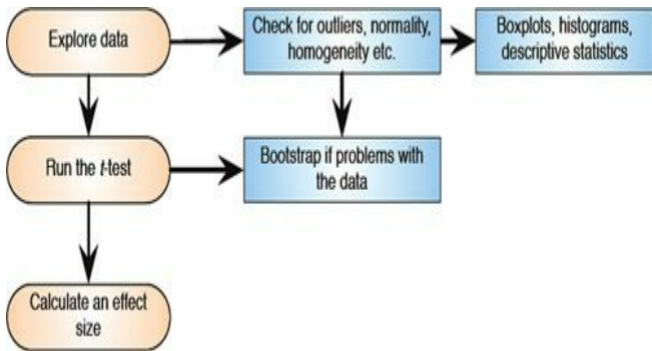 Explore data
Check for outliers, normality,
homogeneity etc.
Boxplots, histograms,
descriptive statistics
Run the t-test
Bootstrap if problems with
the data
Calculate an effect
size